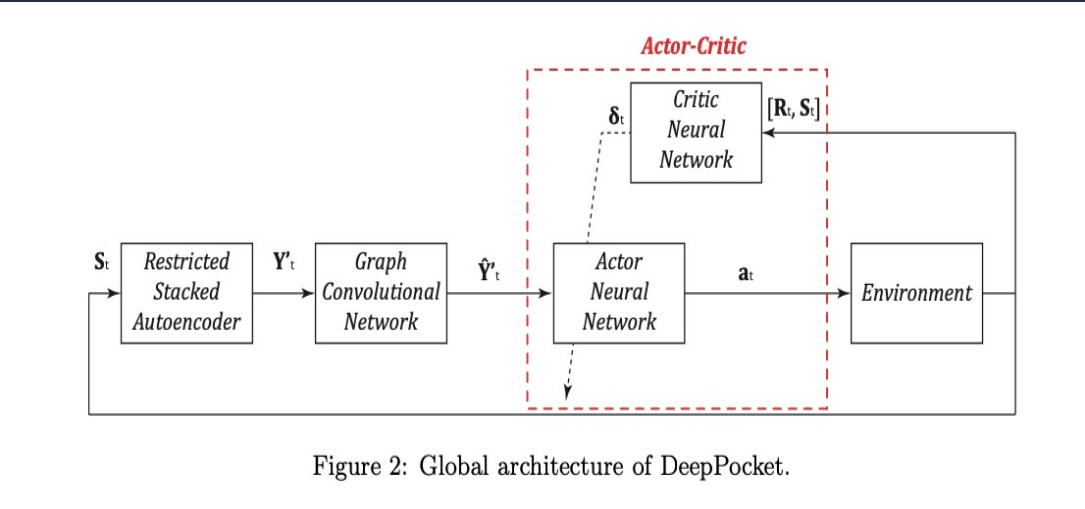 Actor-Critic
Critic
Neural
Network
δₜ
[Rₜ, Sₜ]
Sₜ
Restricted
Stacked
Autoencoder
Y'ₜ
Graph
Convolutional
Network
Ŷ'ₜ
Actor
Neural
Network
aₜ
Environment
Figure 2: Global architecture of DeepPocket.